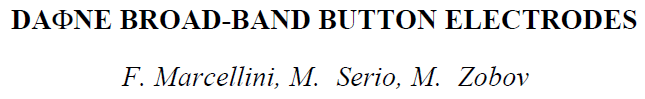 DAΦNE BROAD-BAND BUTTON ELECTRODES
F. Marcellini, M. Serio, M. Zobov